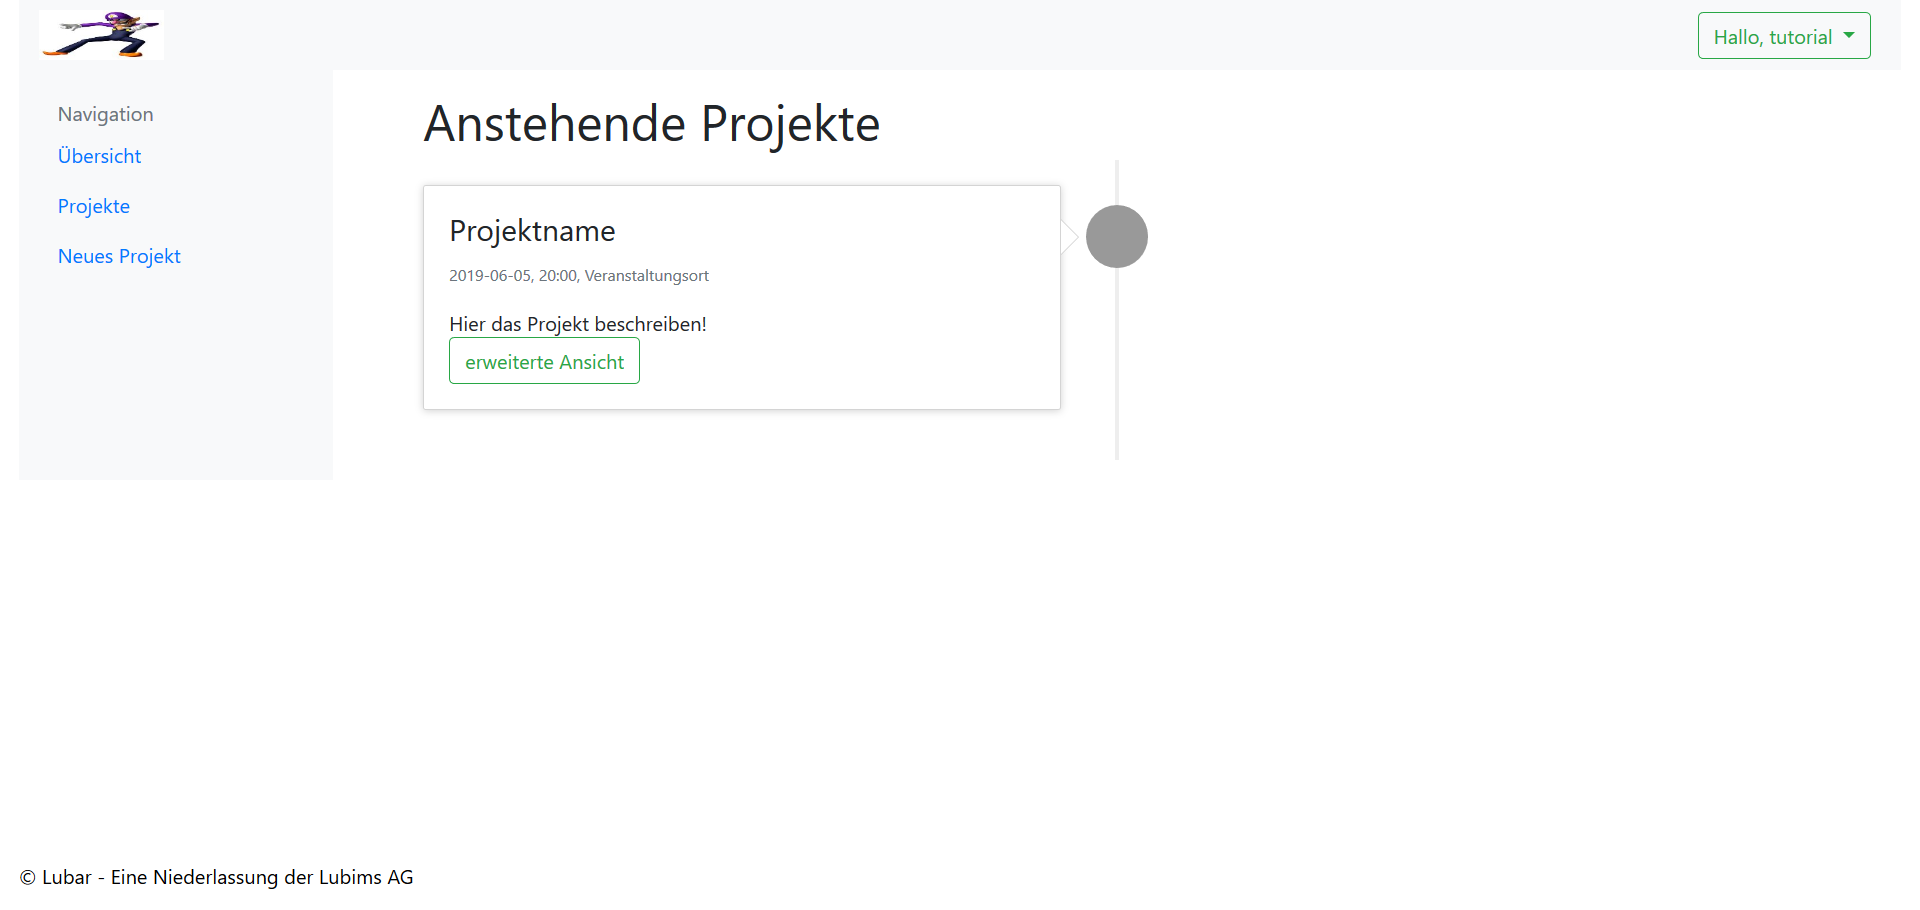 Hallo, tutorial
Navigation
Übersicht
Projekte
Neues Projekt
Anstehende Projekte
Projektname
2019-06-05, 20:00, Veranstaltungsort
Hier das Projekt beschreiben!
erweiterte Ansicht
© Lubar - Eine Niederlassung der Lubims AG